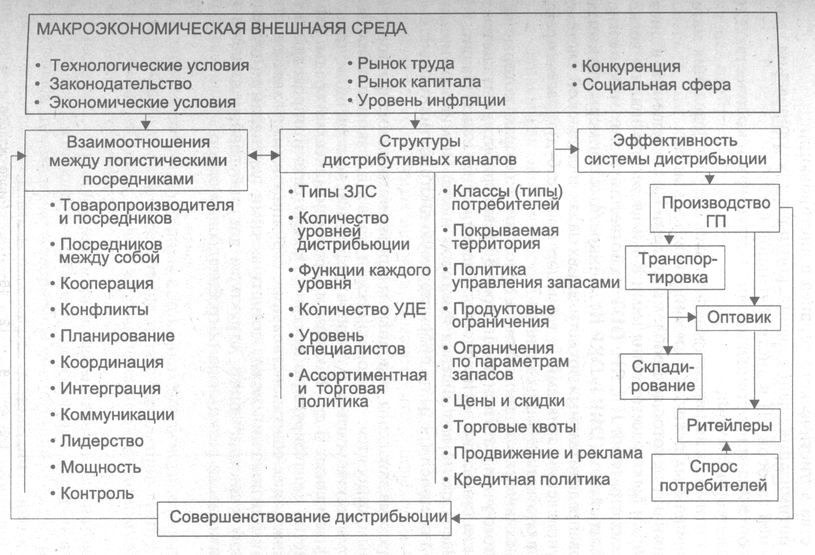 МАКРОЭКОНОМИЧЕСКАЯ ВНЕШНАЯЯ СРЕДА
• Технологические условия
• Законодательство
• Экономические условия
• Рынок труда
• Рынок капитала
• Уровень инфляции
• Конкуренция
• Социальная сфера
Взаимоотношения
между логистическими
посредниками
• Товаропроизводителя
и посредников
• Посредников
между собой
• Кооперация
• Конфликты
• Планирование
• Координация
• Интерграция
• Коммуникации
• Лидерство
• Мощность
• Контроль
Структуры
дистрибутивных каналов
• Типы ЗЛС
• Количество
уровней
дистрибьюции
• Функции каждого
уровня
• Количество УДЕ
• Уровень
специалистов
• Ассортиментная
и торговая
политика
• Классы (типы)
потребителей
• Покрываемая
территория
• Политика
управления запасами
• Продуктовые
ограничения
• Ограничения
по параметрам
запасов
• Цены и скидки
• Торговые квоты
• Продвижение и реклама
• Кредитная политика
Эффективность
системы дистрибьюции
Производство
ГП
Транспор-
тировка
Оптовик
Склади-
рование
Ритейлеры
Спрос
потребителей
Совершенствование дистрибьюции